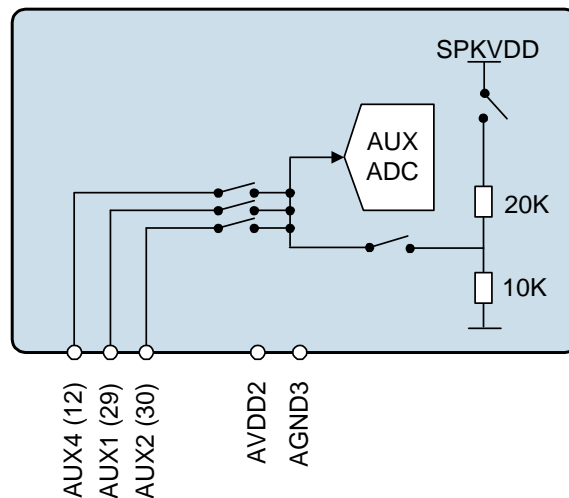 SPKVDD
AUX
ADC
20K
10K
AUX4 (12)
AUX1 (29)
AUX2 (30)
AVDD2
AGND3